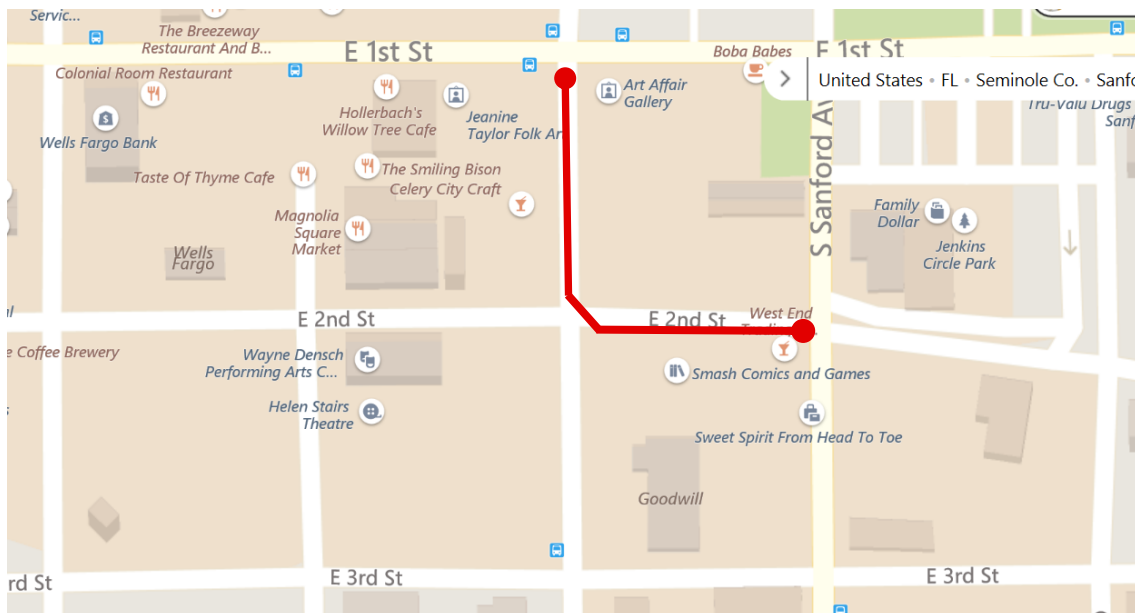 Servic...
The Breezeway
Restaurant And B...
E 1st St
Boba Babes
E 1st St
United States • FL • Seminole Co. • Sanfo
Colonial Room Restaurant
Hollerbach's
Willow Tree Cafe
Jeanine
Taylor Folk Ar
Art Affair
Gallery
Tru-Valu Drugs
Sanf
Wells Fargo Bank
S Sanford Av
Taste Of Thyme Cafe
The Smiling Bison
Celery City Craft
Magnolia
Square
Market
Family
Dollar
Jenkins
Circle Park
Wells
Fargo
E 2nd St
E 2nd St
West End
e Coffee Brewery
Wayne Densch
Performing Arts C...
Smash Comics and Games
Helen Stairs
Theatre
Sweet Spirit From Head To Toe
Goodwill
rd St
E 3rd St
E 3rd St